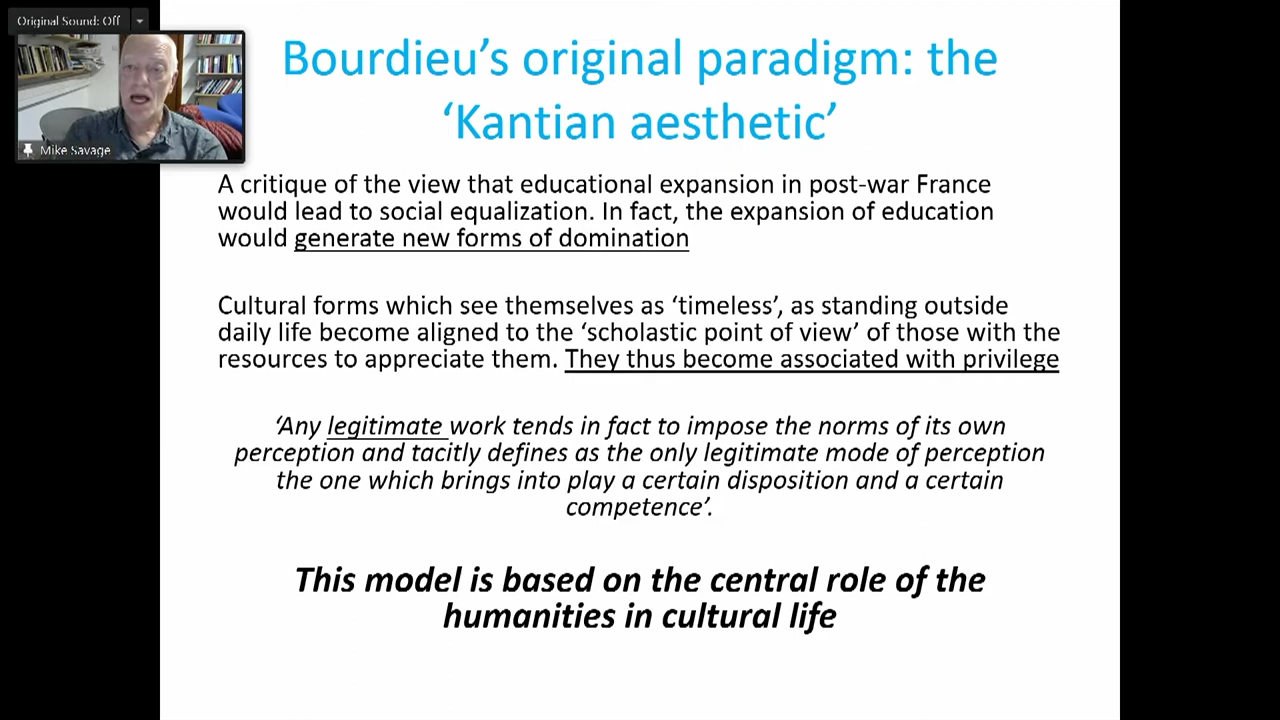 Original Sound: Off
Mike Savage
Bourdieu’s original paradigm: the
‘Kantian aesthetic’
A critique of the view that educational expansion in post-war France
would lead to social equalization. In fact, the expansion of education
would generate new forms of domination
Cultural forms which see themselves as ‘timeless’, as standing outside
daily life become aligned to the ‘scholastic point of view’ of those with the
resources to appreciate them. They thus become associated with privilege
‘Any legitimate work tends in fact to impose the norms of its own
perception and tacitly defines as the only legitimate mode of perception
the one which brings into play a certain disposition and a certain
competence’.
This model is based on the central role of the
humanities in cultural life